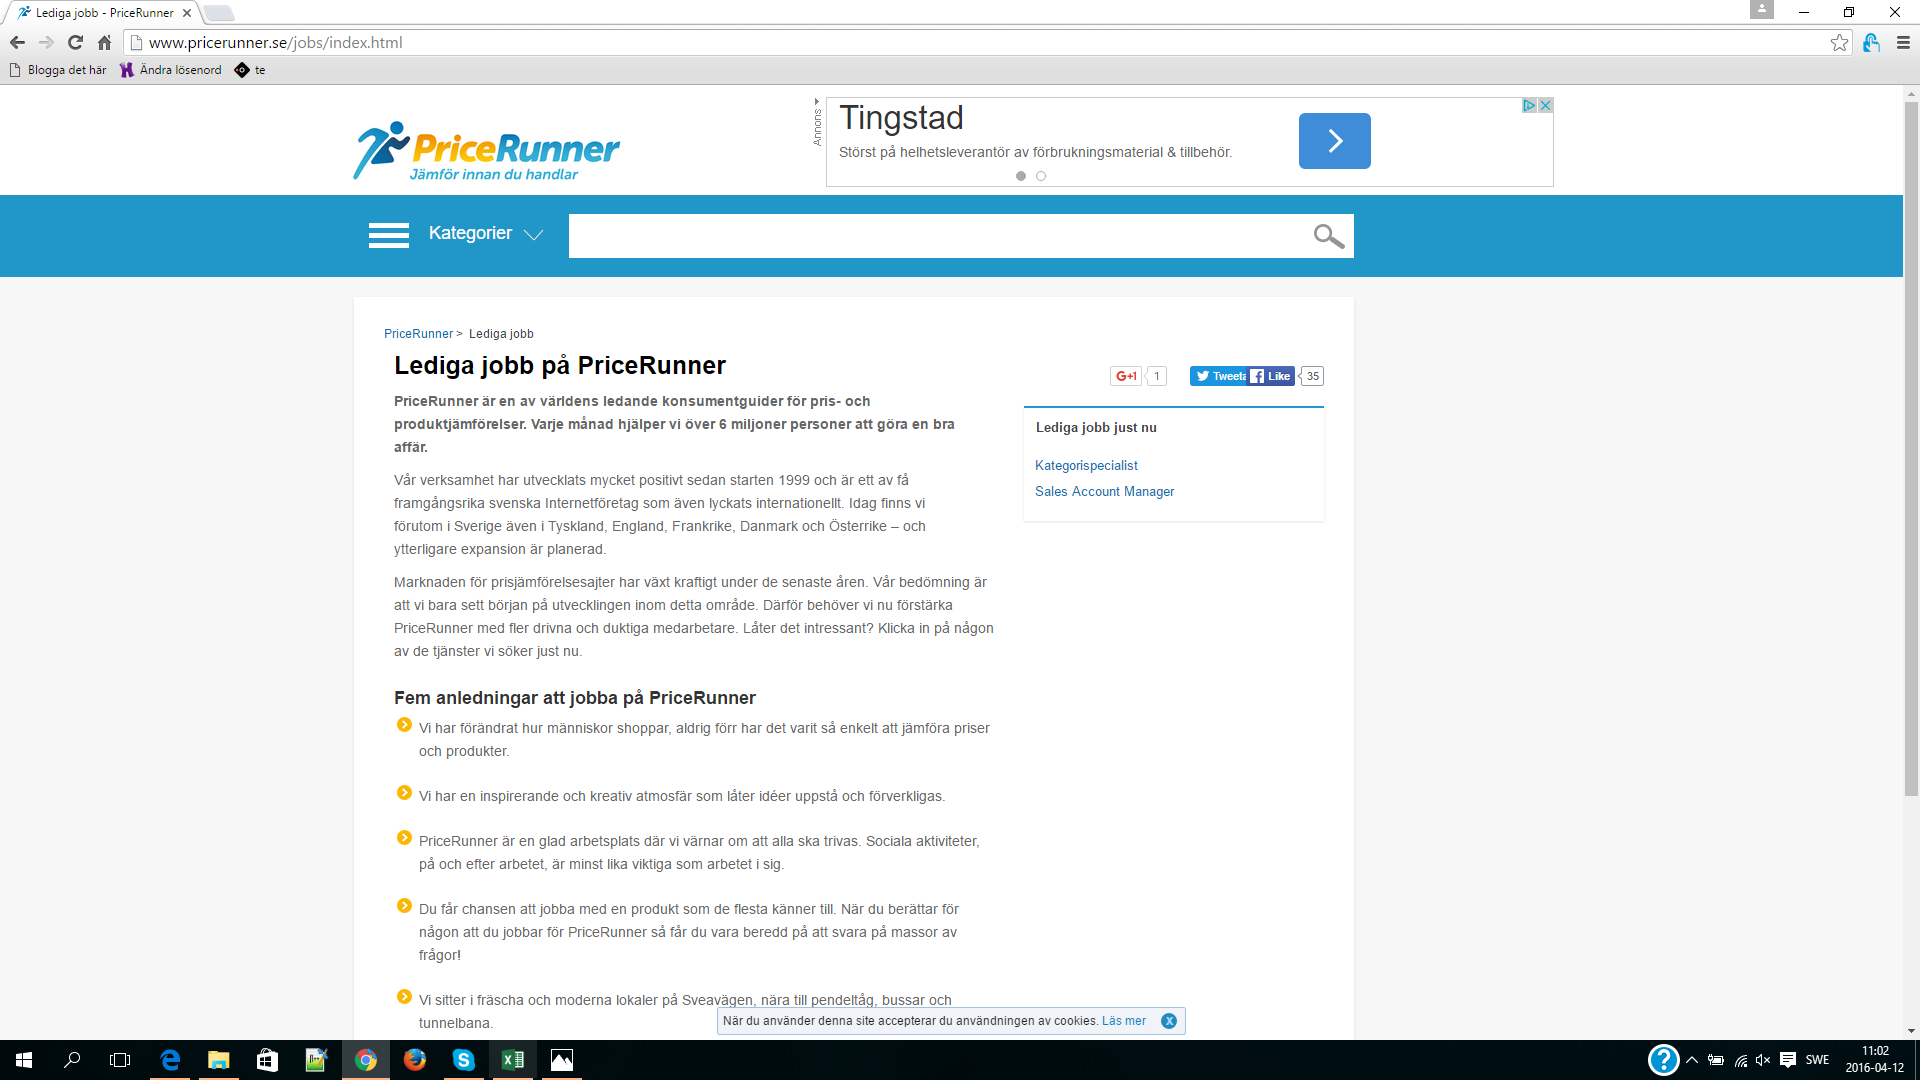 Lediga jobb - PriceRunner
www.pricerunner.se/jobs/index.html
Blogga det här
Ändra lösenord
te
PriceRunner
Jämför innan du handlar
Annons
Tingstad
Störst på helhetsleverantör av förbrukningsmaterial & tillbehör.
Kategorier
PriceRunner > Lediga jobb
Lediga jobb på PriceRunner
G+1
1
Tweeta
Like
35
PriceRunner är en av världens ledande konsumentguider för pris- och
produktjämförelser. Varje månad hjälper vi över 6 miljoner personer att göra en bra
affär.
Vår verksamhet har utvecklats mycket positivt sedan starten 1999 och är ett av få
framgångsrika svenska Internetföretag som även lyckats internationellt. Idag finns vi
förutom i Sverige även i Tyskland, England, Frankrike, Danmark och Österrike – och
ytterligare expansion är planerad.
Marknaden för prisjämförelsesajter har växt kraftigt under de senaste åren. Vår bedömning är
att vi bara sett början på utvecklingen inom detta område. Därför behöver vi nu förstärka
PriceRunner med fler drivna och duktiga medarbetare. Låter det intressant? Klicka in på någon
av de tjänster vi söker just nu.
Lediga jobb just nu
Kategorispecialist
Sales Account Manager
Fem anledningar att jobba på PriceRunner
Vi har förändrat hur människor shoppar, aldrig förr har det varit så enkelt att jämföra priser
och produkter.
Vi har en inspirerande och kreativ atmosfär som låter idéer uppstå och förverkligas.
PriceRunner är en glad arbetsplats där vi värnar om att alla ska trivas. Sociala aktiviteter,
på och efter arbetet, är minst lika viktiga som arbetet i sig.
Du får chansen att jobba med en produkt som de flesta känner till. När du berättar för
någon att du jobbar för PriceRunner så får du vara beredd på att svara på massor av
frågor!
Vi sitter i fräscha och moderna lokaler på Sveavägen, nära till pendeltåg, bussar och
tunnelbana.
När du använder denna site accepterar du användningen av cookies. Läs mer
X
SWE
11:02
2016-04-12